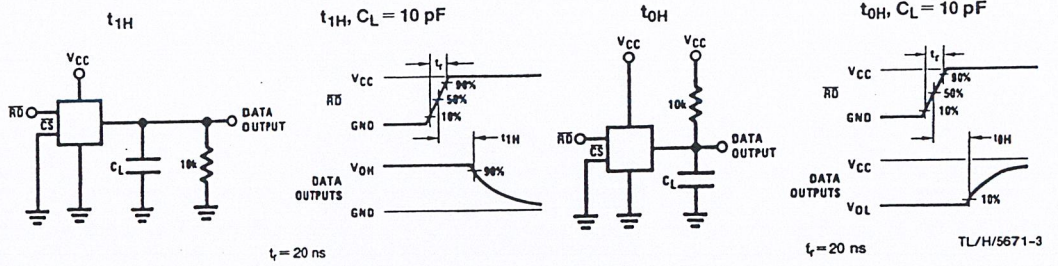 t1H
VCC
RD
CS
DATA
OUTPUT
CL
10k
t1H, CL = 10 pF
tr
VCC
90%
RD
50%
10%
GND
t1H
VOH
90%
DATA
OUTPUTS
GND
tr = 20 ns
t0H
VCC
VCC
10k
RD
CS
DATA
OUTPUT
CL
t0H, CL = 10 pF
tr
VCC
90%
RD
50%
10%
GND
t0H
VCC
DATA
OUTPUTS
10%
VOL
tr = 20 ns
TL/H/5671-3